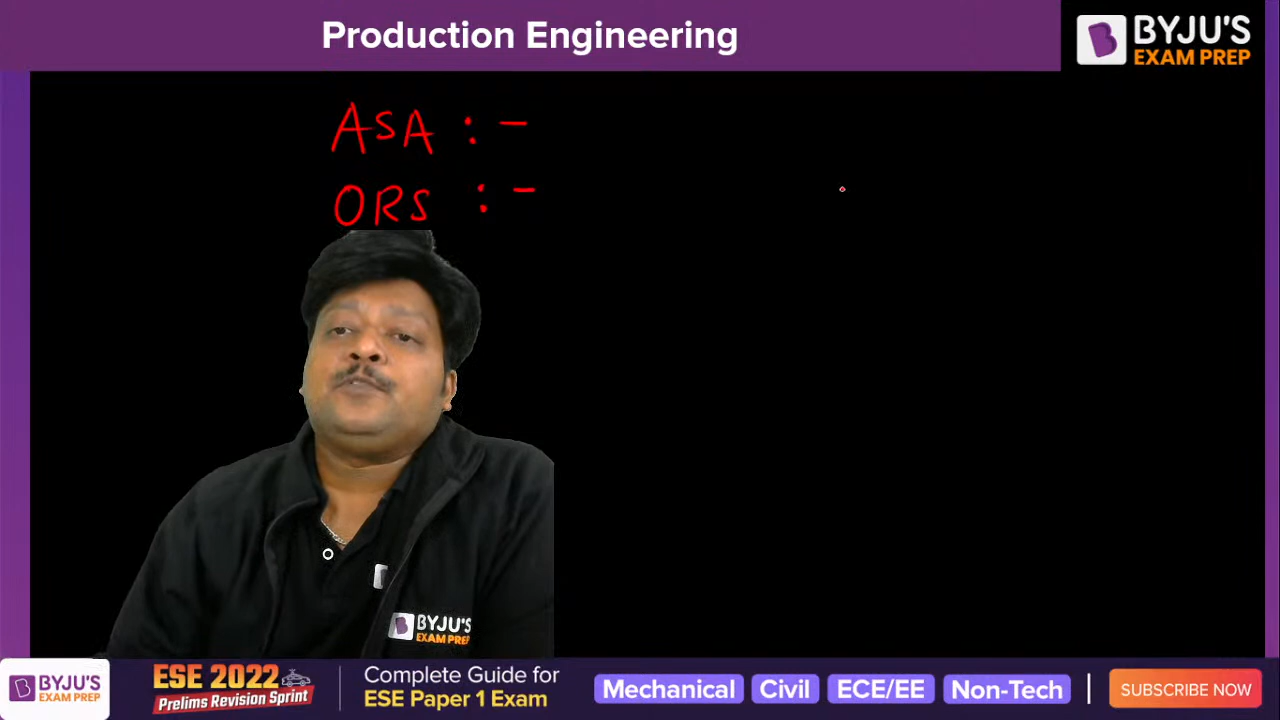 Production Engineering
BYJU'S
EXAM PREP
ASA : -
ORS : -
BYJU'S
EXAM PREP
BYJU'S
EXAM PREP
ESE 2022
Prelims Revision Sprint
Complete Guide for
ESE Paper 1 Exam
Mechanical
Civil
ECE/EE
Non-Tech
SUBSCRIBE NOW